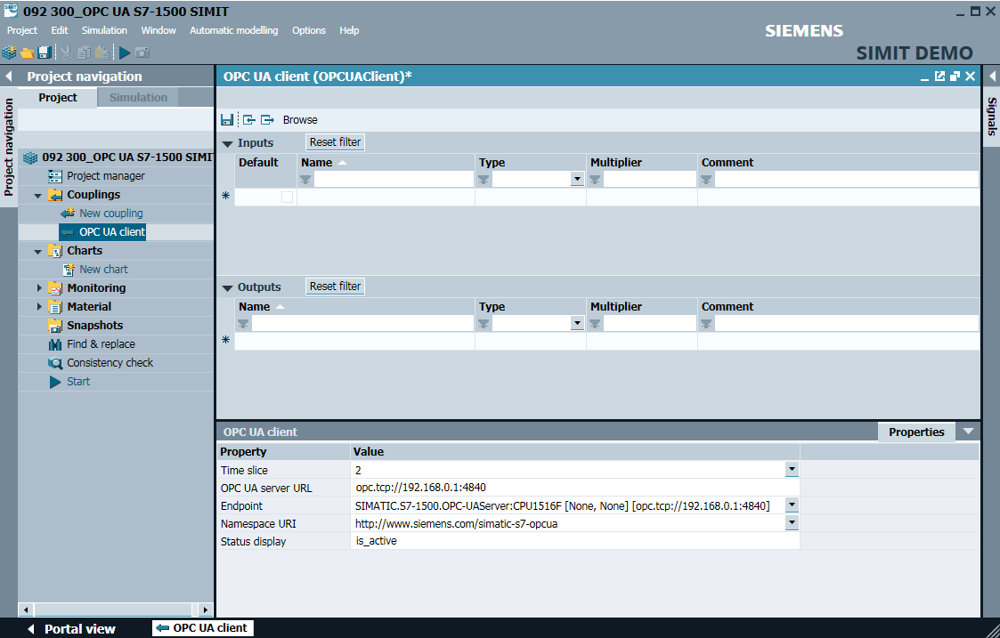 SIMIT
092 300_OPC UA S7-1500 SIMIT
Project Edit Simulation Window Automatic modelling Options Help
SIEMENS
SIMIT DEMO
Project navigation
Project Simulation
Project navigation
092 300_OPC UA S7-1500 SIMIT
Project manager
Couplings
New coupling
OPC UA client
Charts
New chart
Monitoring
Material
Snapshots
Find & replace
Consistency check
Start
OPC UA client (OPCUAClient)*
Browse
Inputs Reset filter
Default Name Type Multiplier Comment
*
Outputs Reset filter
Name Type Multiplier Comment
*
OPC UA client Properties
Property Value
Time slice 2
OPC UA server URL opc.tcp://192.168.0.1:4840
Endpoint SIMATIC.S7-1500.OPC-UAServer:CPU1516F [None, None] [opc.tcp://192.168.0.1:4840]
Namespace URI http://www.siemens.com/simatic-s7-opcua
Status display is_active
Signals
Portal view OPC UA client